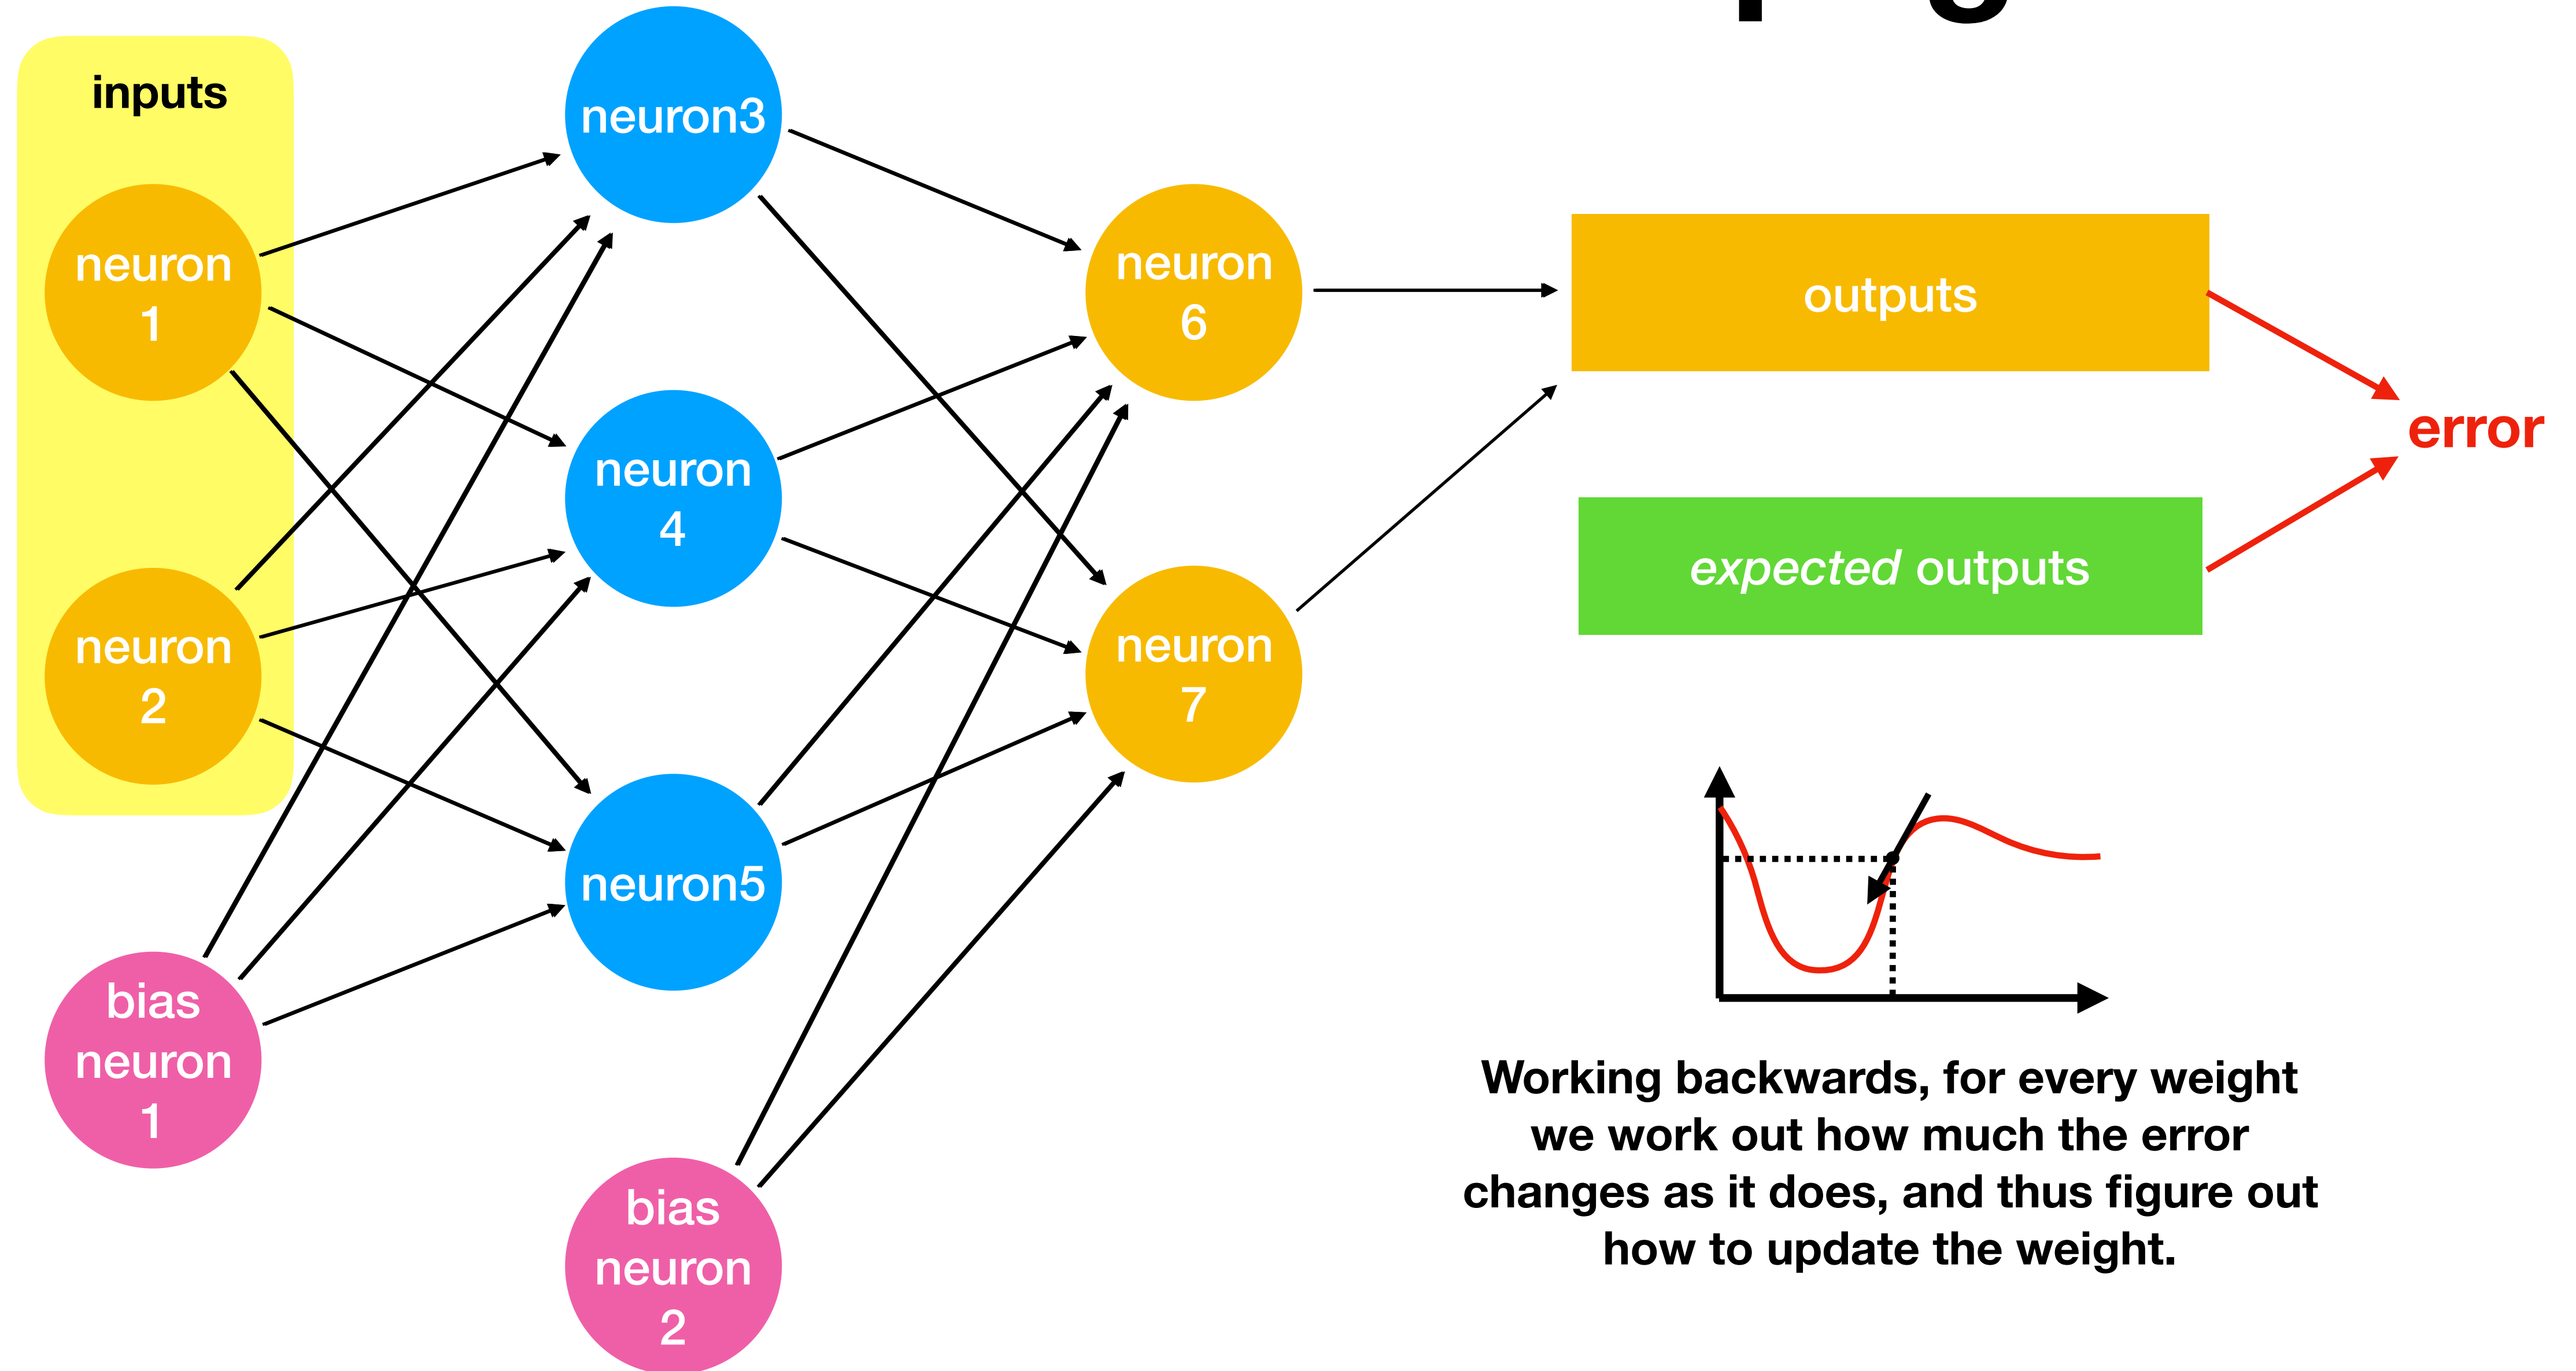 inputs
neuron
1
neuron
2
bias
neuron
1
neuron3
neuron
4
neuron5
bias
neuron
2
neuron
6
neuron
7
outputs
expected outputs
error
Working backwards, for every weight
we work out how much the error
changes as it does, and thus figure out
how to update the weight.